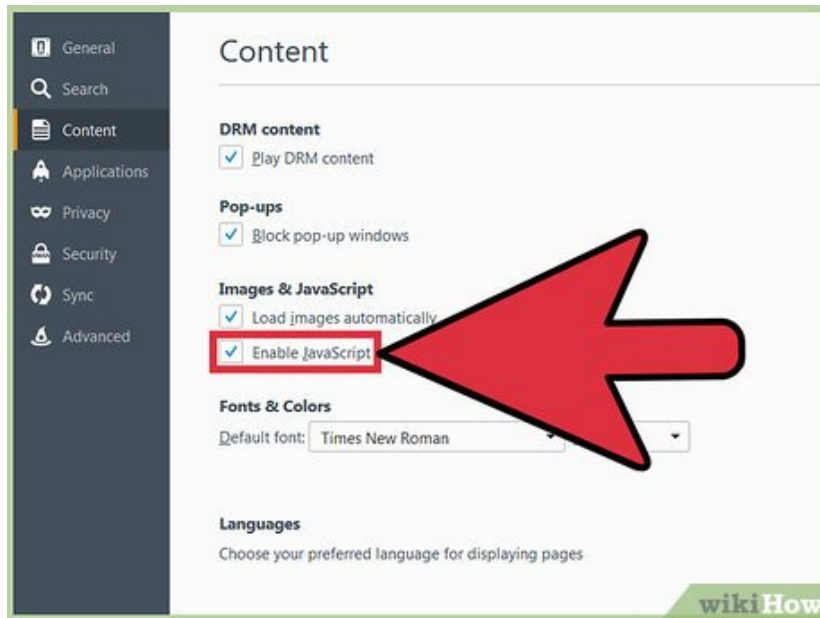 General
Search
Content
Applications
Privacy
Security
Sync
Advanced
Content
DRM content
Play DRM content
Pop-ups
Block pop-up windows
Images & JavaScript
Load images automatically
Enable JavaScript
Fonts & Colors
Default font: Times New Roman
Languages
Choose your preferred language for displaying pages
wikiHow